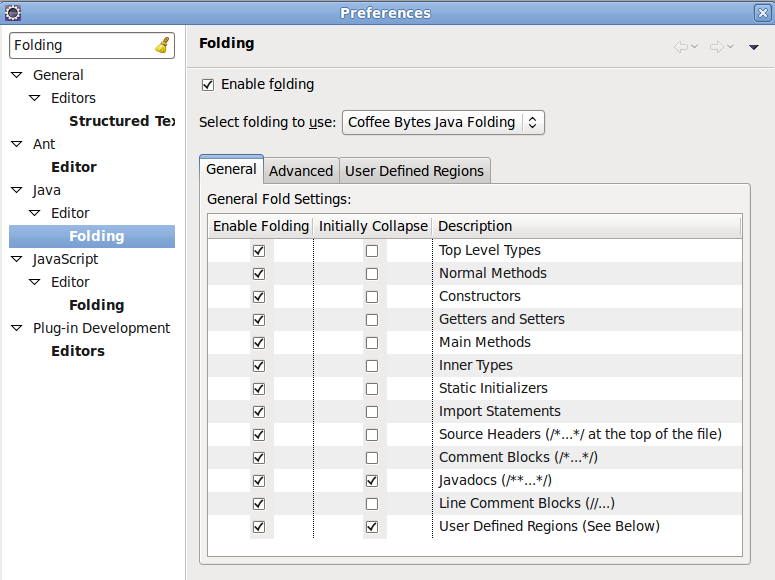 Preferences
Folding
General
Editors
Structured Tex
Ant
Editor
Java
Editor
Folding
JavaScript
Editor
Folding
Plug-in Development
Editors
Folding
Enable folding
Select folding to use: Coffee Bytes Java Folding
General Advanced User Defined Regions
General Fold Settings:
Enable Folding Initially Collapse Description
Top Level Types
Normal Methods
Constructors
Getters and Setters
Main Methods
Inner Types
Static Initializers
Import Statements
Source Headers (/*...*/ at the top of the file)
Comment Blocks (/*...*/)
Javadocs (/**...*/)
Line Comment Blocks (//...)
User Defined Regions (See Below)